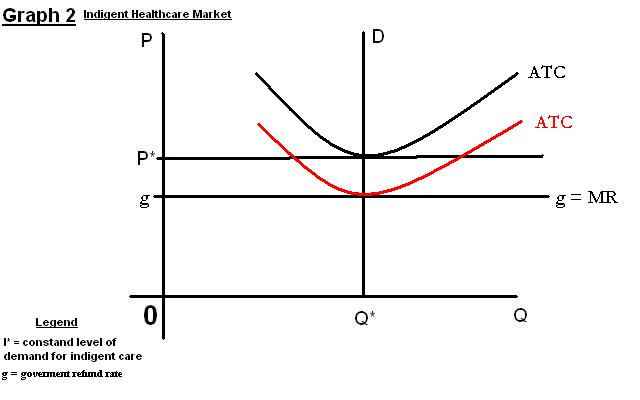 Graph 2 Indigent Healthcare Market
P
D
ATC
ATC
P*
g
g = MR
0
Q*
Q
Legend
I* = constand level of
demand for indigent care
g = goverment refund rate